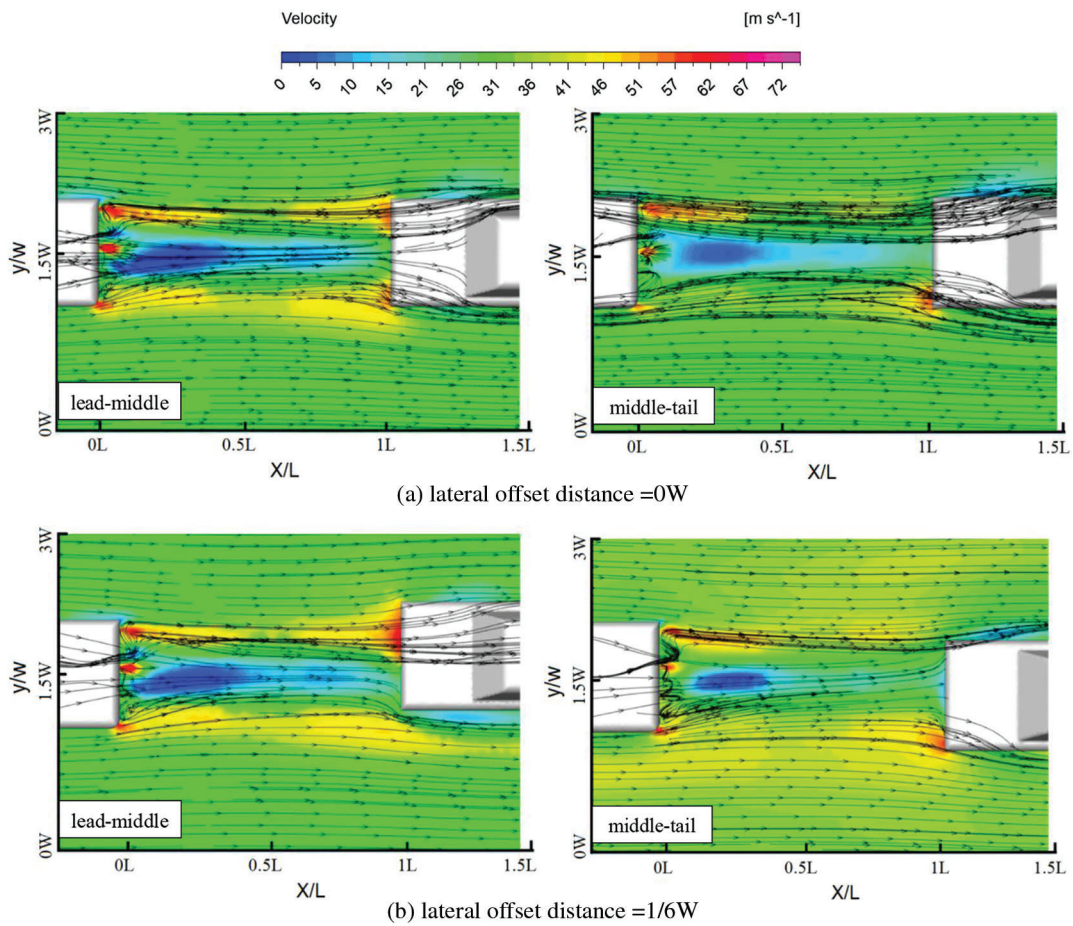 Velocity [m s^-1]
0 5 10 15 21 26 31 36 41 46 51 57 62 67 72
3W 3W
y/w 1.5W y/w 1.5W
lead-middle middle-tail
0W 0W
0L 0.5L 1L 1.5L 0L 0.5L 1L 1.5L
X/L X/L
(a) lateral offset distance =0W
3W 3W
y/w 1.5W y/w 1.5W
lead-middle middle-tail
0W 0W
0L 0.5L 1L 1.5L 0L 0.5L 1L 1.5L
X/L X/L
(b) lateral offset distance =1/6W